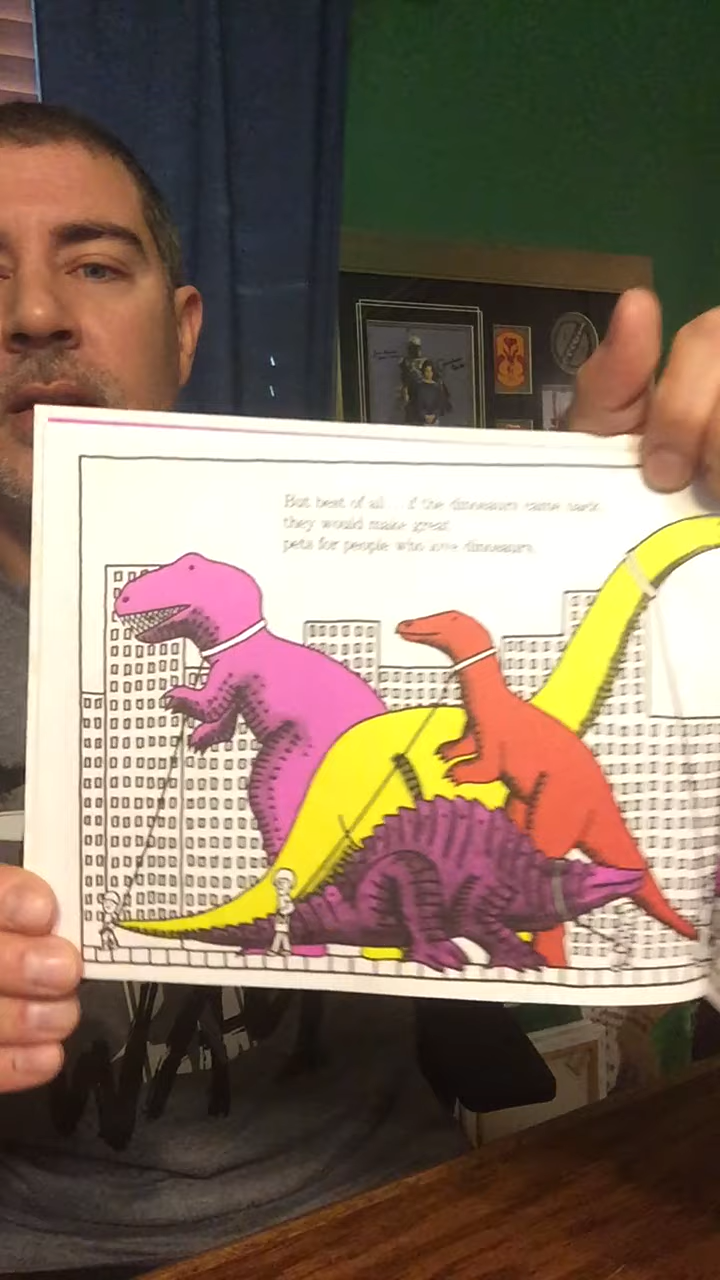 But best of all . . . if the dinosaurs came back,
they would make great
pets for people who love dinosaurs.